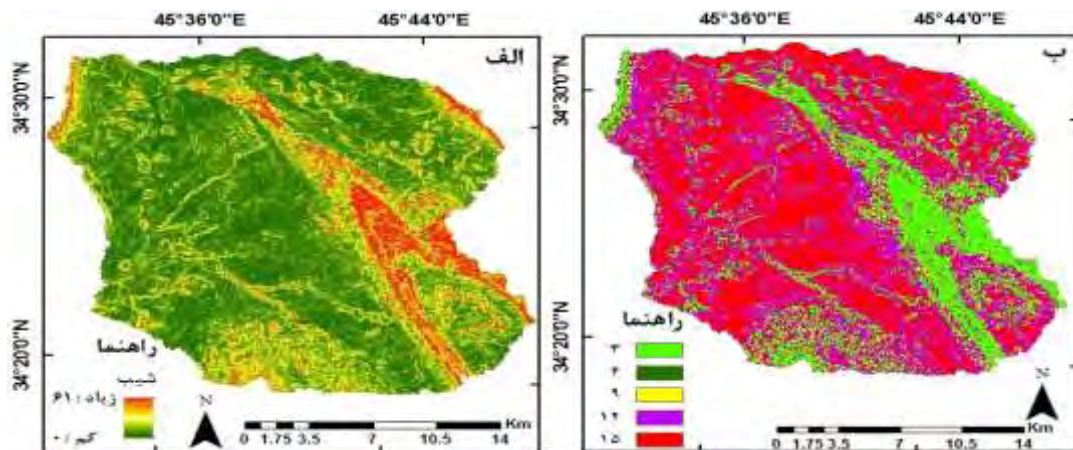 45°36'0"E 45°44'0"E
الف
34°30'0"N
34°20'0"N
راهنما
شیب
زیاد : ۶۱
کم : ۰
N
Km
0 1.75 3.5 7 10.5 14
45°36'0"E 45°44'0"E
ب
34°30'0"N
34°20'0"N
راهنما
۳
۹
۱۲
۱۵
N
Km
0 1.75 3.5 7 10.5 14